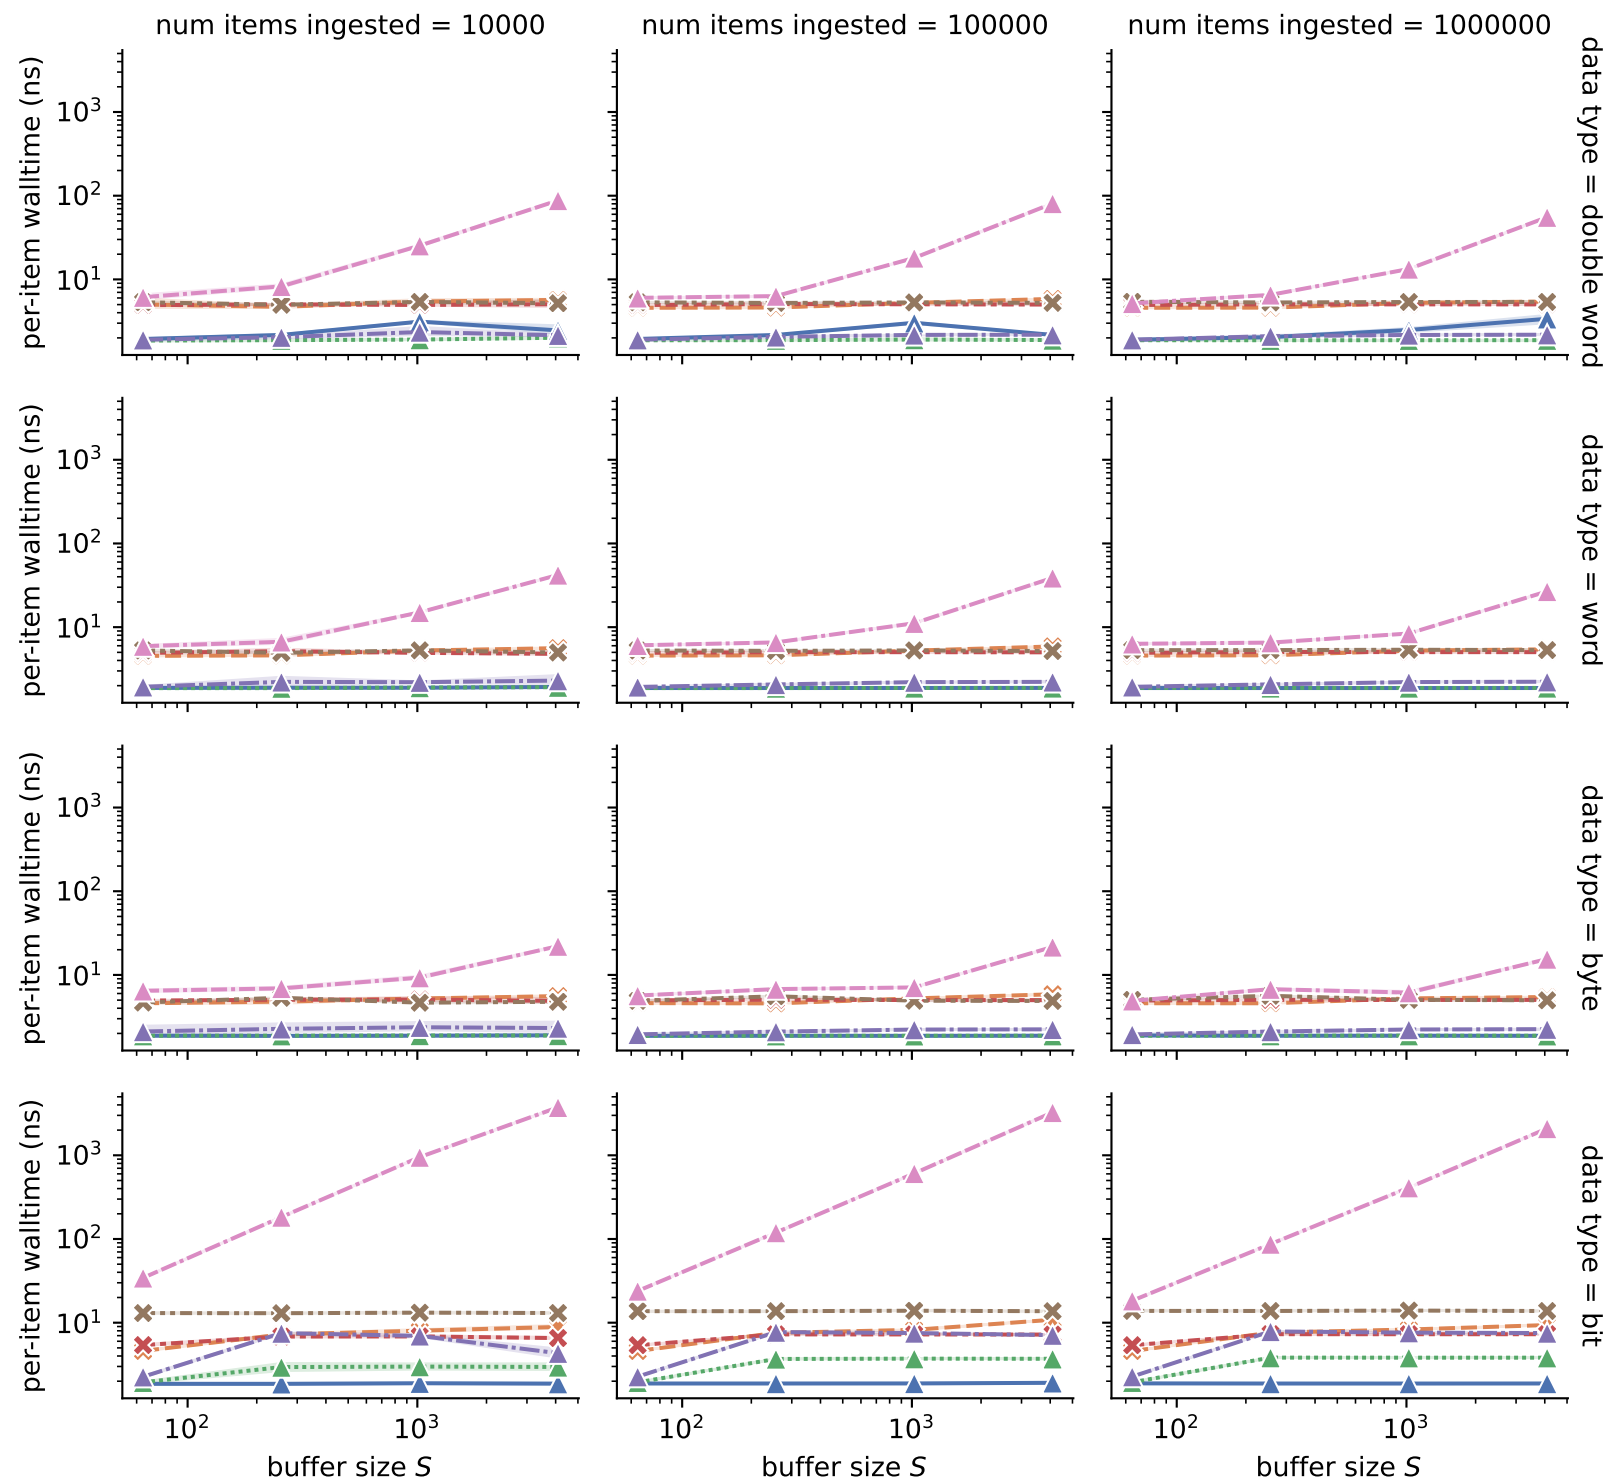 num items ingested = 10000
num items ingested = 100000
num items ingested = 1000000
per-item walltime (ns)
10³
10²
10¹
data type = double word
per-item walltime (ns)
10³
10²
10¹
data type = word
per-item walltime (ns)
10³
10²
10¹
data type = byte
per-item walltime (ns)
10³
10²
10¹
data type = bit
10² 10³
10² 10³
10² 10³
buffer size S
buffer size S
buffer size S